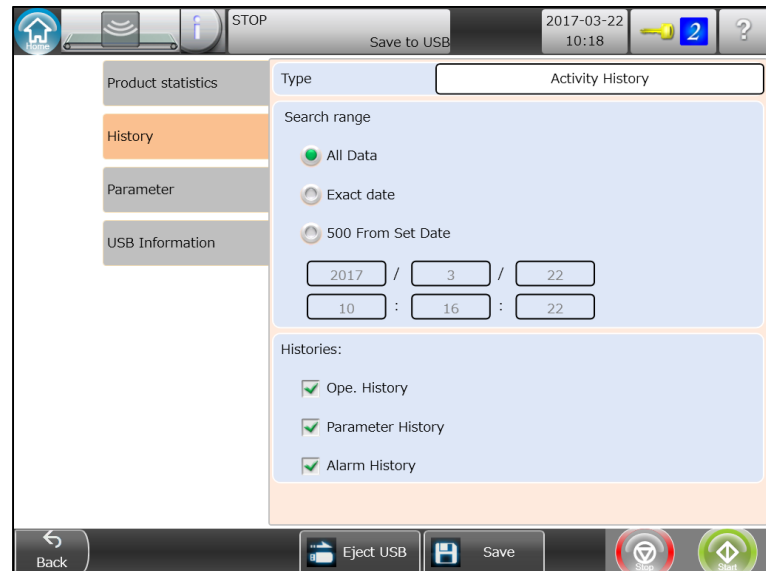 Home
i
STOP
Save to USB
2017-03-22
10:18
2
?
Product statistics
History
Parameter
USB Information
Type
Activity History
Search range
All Data
Exact date
500 From Set Date
2017 / 3 / 22
10 : 16 : 22
Histories:
Ope. History
Parameter History
Alarm History
Back
Eject USB
Save
Stop
Start